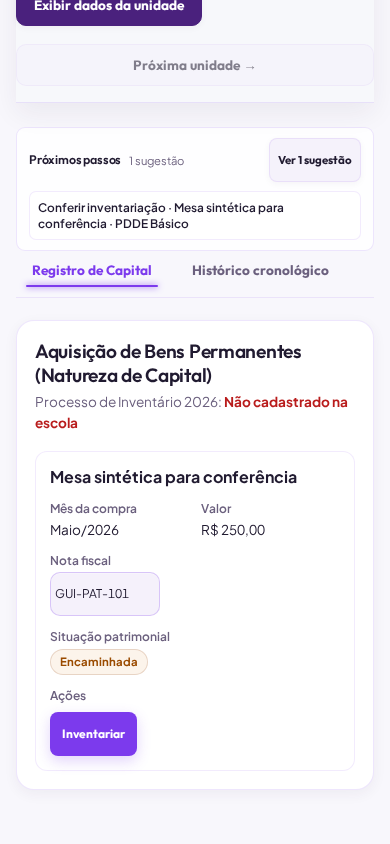 Exibir dados da unidade
Próxima unidade →
Próximos passos 1 sugestão
Ver 1 sugestão
Conferir inventariação · Mesa sintética para
conferência · PDDE Básico
Registro de Capital Histórico cronológico
Aquisição de Bens Permanentes
(Natureza de Capital)
Processo de Inventário 2026: Não cadastrado na
escola
Mesa sintética para conferência
Mês da compra Valor
Maio/2026 R$ 250,00
Nota fiscal
GUI-PAT-101
Situação patrimonial
Encaminhada
Ações
Inventariar